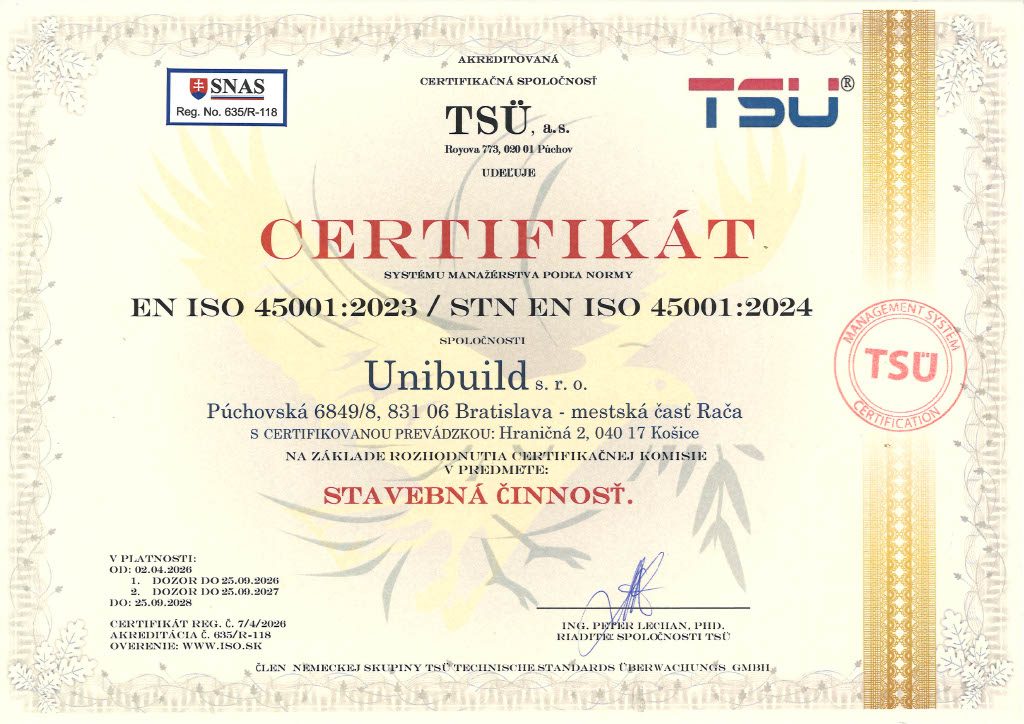 SNAS
Reg. No. 635/R-118
AKREDITOVANÁ
CERTIFIKAČNÁ SPOLOČNOSŤ
TSÜ, a.s.
Royova 773, 020 01 Púchov
UDEĽUJE
TSÜ®
CERTIFIKÁT
SYSTÉMU MANAŽÉRSTVA PODĽA NORMY
EN ISO 45001:2023 / STN EN ISO 45001:2024
SPOLOČNOSTI
Unibuild s. r. o.
Púchovská 6849/8, 831 06 Bratislava - mestská časť Rača
S CERTIFIKOVANOU PREVÁDZKOU: Hraničná 2, 040 17 Košice
NA ZÁKLADE ROZHODNUTIA CERTIFIKAČNEJ KOMISIE
V PREDMETE:
STAVEBNÁ ČINNOSŤ.
MANAGEMENT SYSTEM
TSÜ
CERTIFICATION
V PLATNOSTI:
OD: 02.04.2026
1. DOZOR DO 25.09.2026
2. DOZOR DO 25.09.2027
DO: 25.09.2028
CERTIFIKÁT REG. Č. 7/4/2026
AKREDITÁCIA Č. 635/R-118
OVERENIE: WWW.ISO.SK
ING. PETER LECHAN, PHD.
RIADITEĽ SPOLOČNOSTI TSÜ
ČLEN NEMECKEJ SKUPINY TSÜ TECHNISCHE STANDARDS ÜBERWACHUNGS GMBH